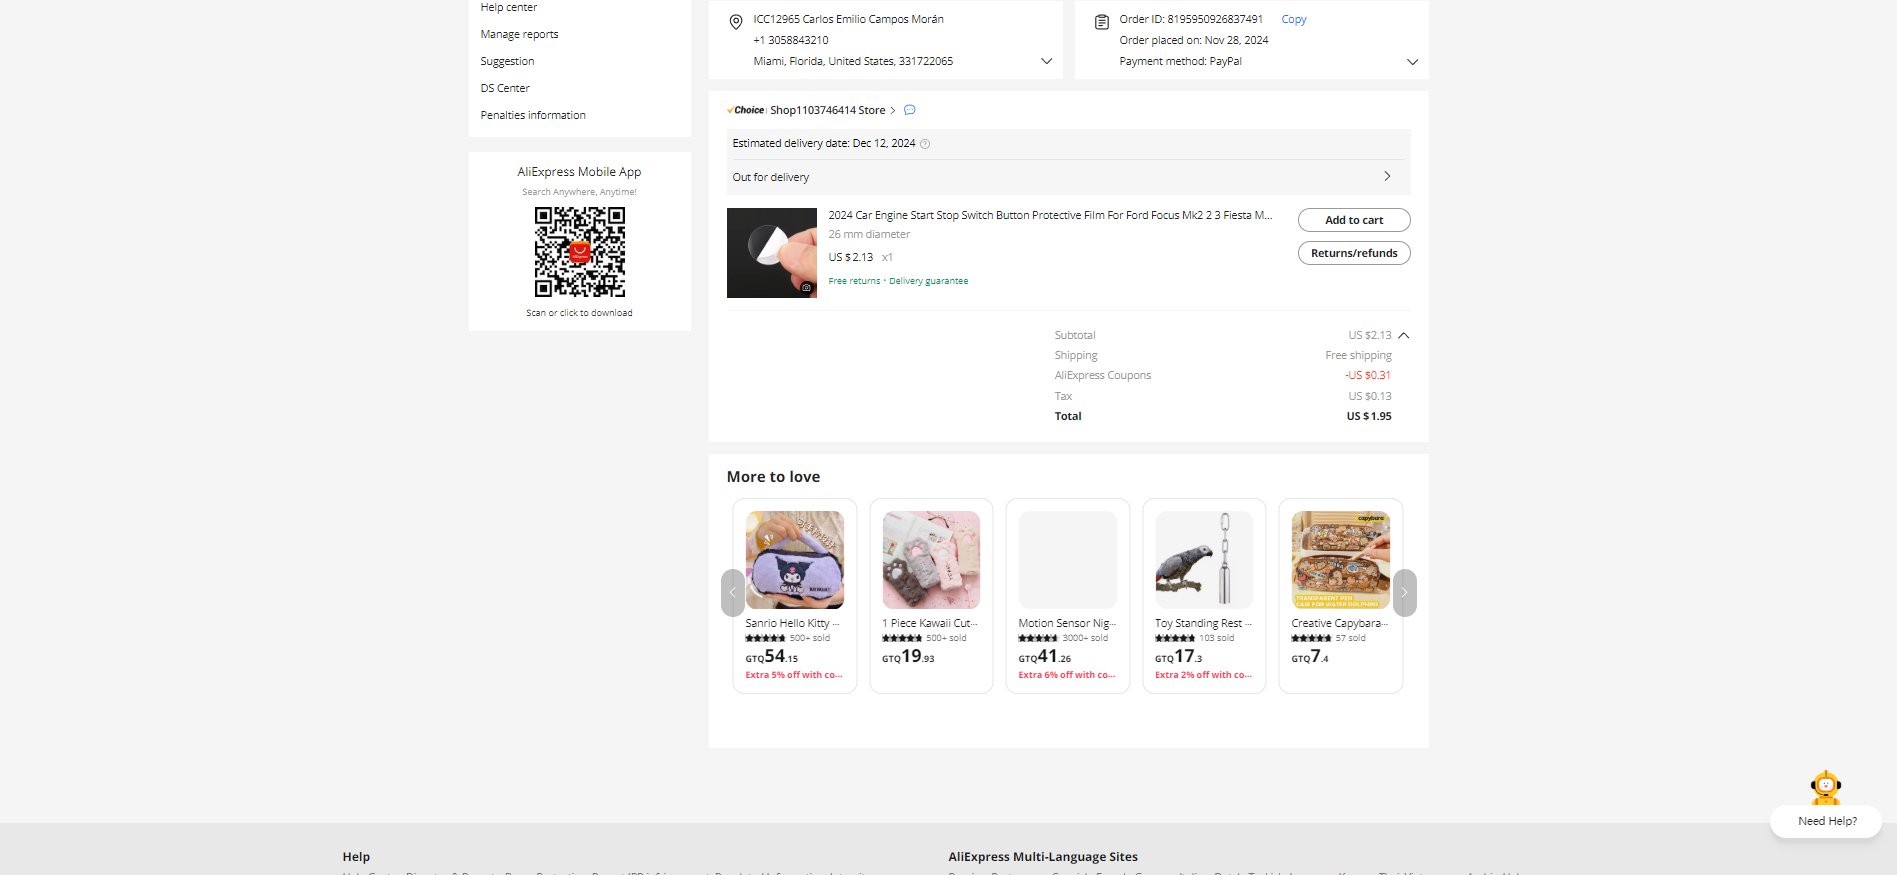 Help center
Manage reports
Suggestion
DS Center
Penalties information
AliExpress Mobile App
Search Anywhere, Anytime!
Scan or click to download
ICC12965 Carlos Emilio Campos Morán
+1 3058843210
Miami, Florida, United States, 331722065
Order ID: 8195950926837491 Copy
Order placed on: Nov 28, 2024
Payment method: PayPal
Choice Shop1103746414 Store
Estimated delivery date: Dec 12, 2024
Out for delivery
2024 Car Engine Start Stop Switch Button Protective Film For Ford Focus Mk2 2 3 Fiesta M...
26 mm diameter
US $2.13 x1
Free returns · Delivery guarantee
Add to cart
Returns/refunds
Subtotal US $2.13
Shipping Free shipping
AliExpress Coupons -US $0.31
Tax US $0.13
Total US $1.95
More to love
Sanrio Hello Kitty ...
500+ sold
GTQ54.15
Extra 5% off with co...
1 Piece Kawaii Cut...
500+ sold
GTQ19.93
Motion Sensor Nig...
3000+ sold
GTQ41.26
Extra 6% off with co...
Toy Standing Rest ...
103 sold
GTQ17.3
Extra 2% off with co...
capybara
TRANSPARENT PEN
CASE FOR WATER DOLPHINS
Creative Capybara...
57 sold
GTQ7.4
Need Help?
Help
AliExpress Multi-Language Sites